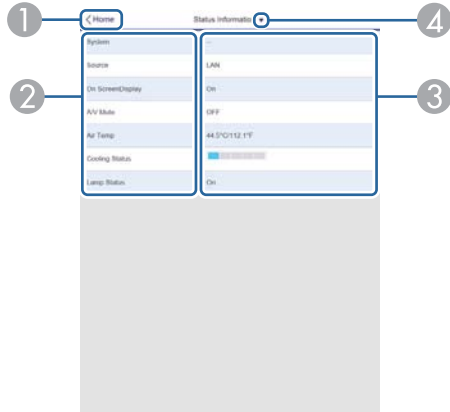 1
Home
Status Informatio
4
System
--
Source
LAN
2
On ScreenDisplay
On
3
A/V Mute
OFF
Air Temp
44.5°C/112.1°F
Cooling Status
Lamp Status
On